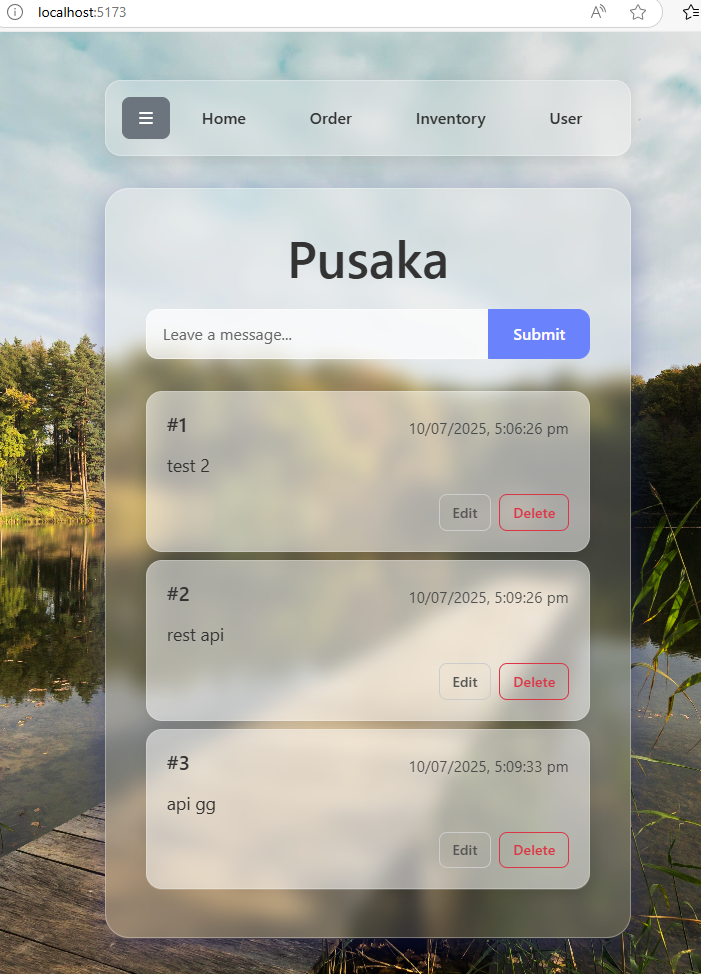 localhost:5173
Home Order Inventory User
Pusaka
Leave a message... Submit
#1 10/07/2025, 5:06:26 pm
test 2
Edit Delete
#2 10/07/2025, 5:09:26 pm
rest api
Edit Delete
#3 10/07/2025, 5:09:33 pm
api gg
Edit Delete